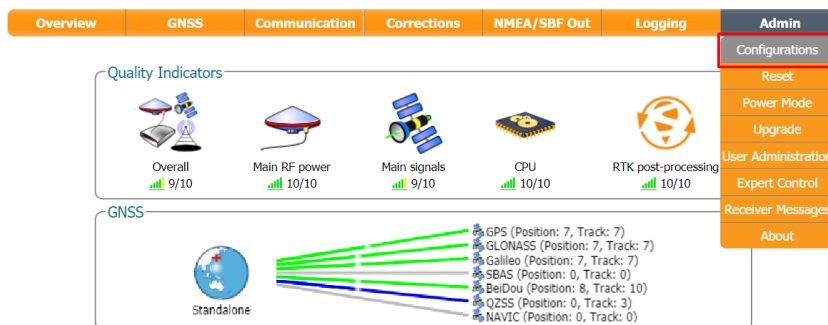 Overview GNSS Communication Corrections NMEA/SBF Out Logging Admin
Configurations
Reset
Power Mode
Upgrade
User Administration
Expert Control
Receiver Messages
About
Quality Indicators
Overall Main RF power Main signals CPU RTK post-processing
9/10 10/10 9/10 10/10 10/10
GNSS
Standalone
GPS (Position: 7, Track: 7)
GLONASS (Position: 7, Track: 7)
Galileo (Position: 7, Track: 7)
SBAS (Position: 0, Track: 0)
BeiDou (Position: 8, Track: 10)
QZSS (Position: 0, Track: 3)
NAVIC (Position: 0, Track: 0)